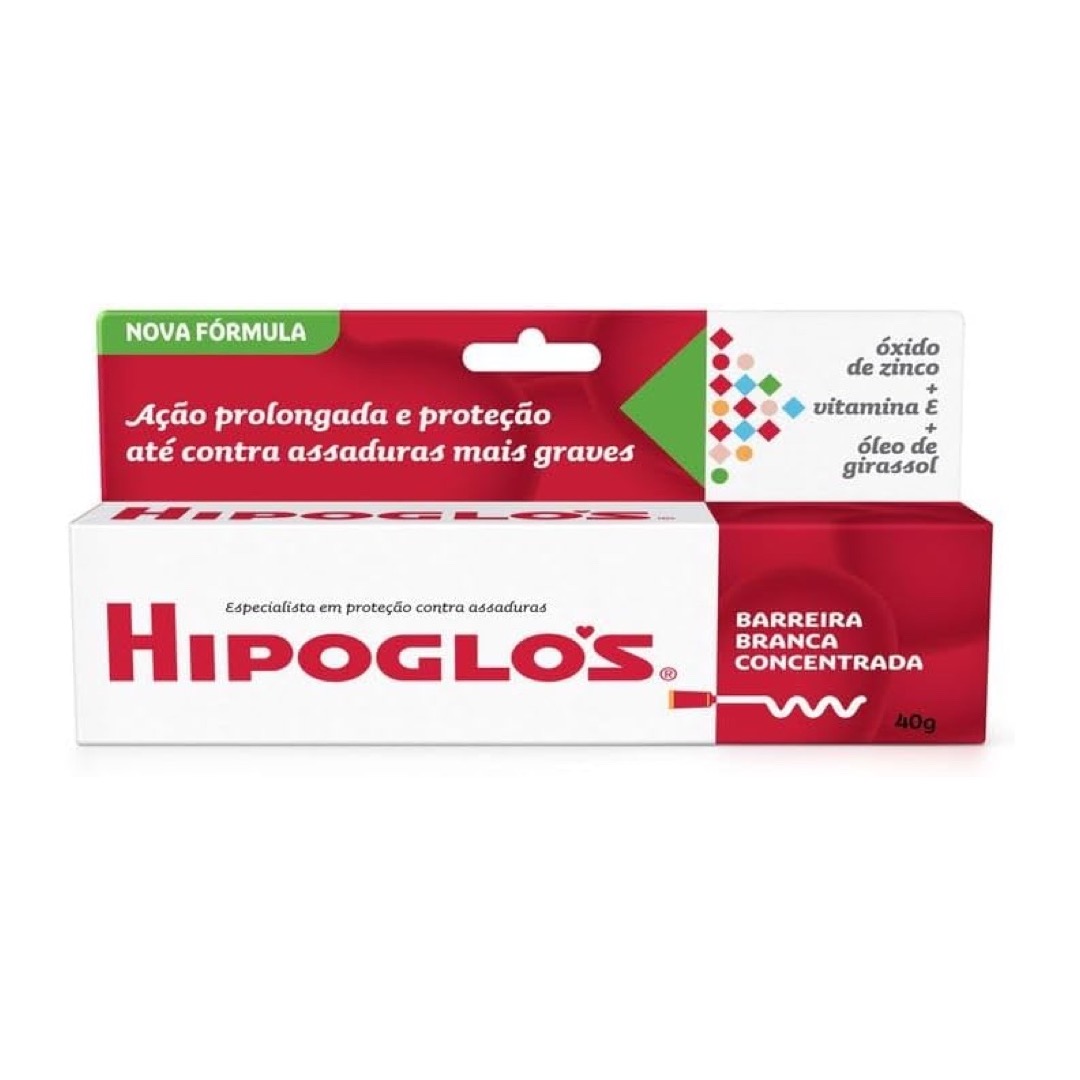 NOVA FÓRMULA
Ação prolongada e proteção
até contra assaduras mais graves
óxido
de zinco
+
vitamina E
+
óleo de
girassol
HIPOGLÓS
Especialista em proteção contra assaduras
HIPOGLÓS®
BARREIRA
BRANCA
CONCENTRADA
40g